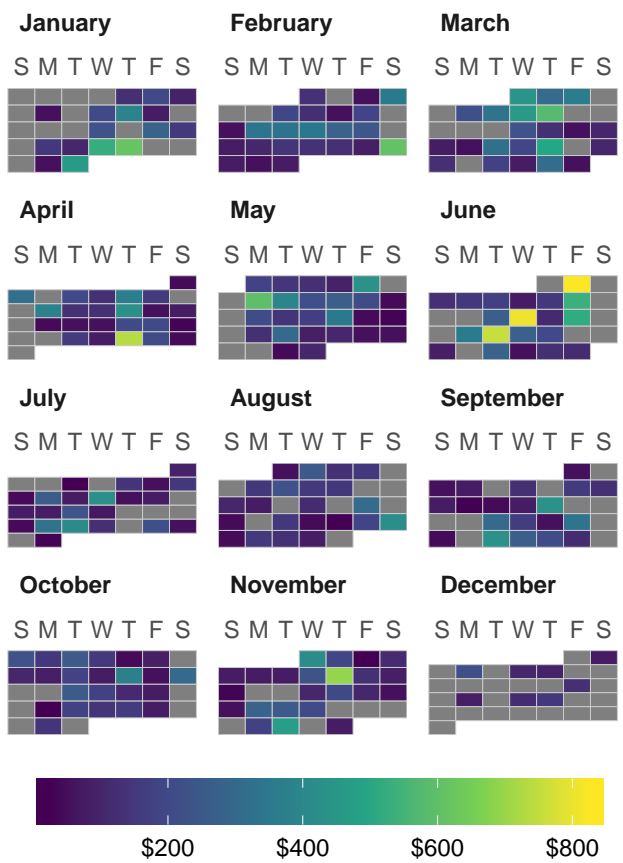 January February March
S M T W T F S S M T W T F S S M T W T F S
April May June
S M T W T F S S M T W T F S S M T W T F S
July August September
S M T W T F S S M T W T F S S M T W T F S
October November December
S M T W T F S S M T W T F S S M T W T F S
$200 $400 $600 $800